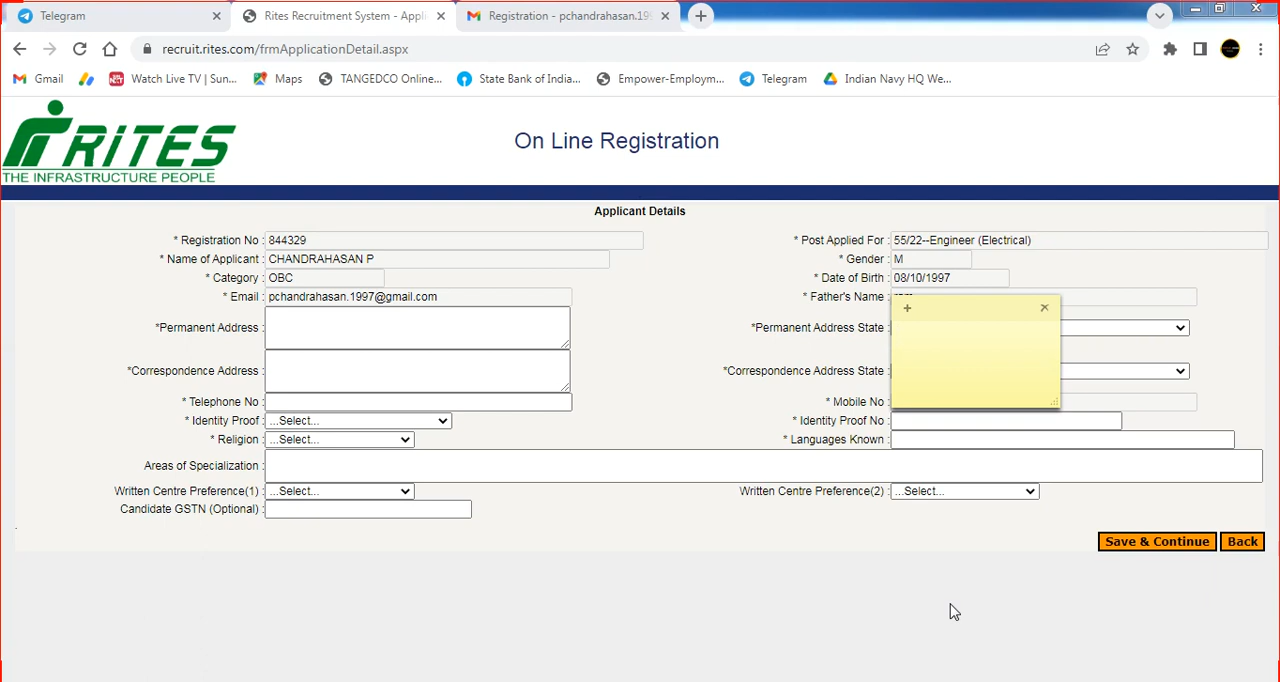 Telegram
Rites Recruitment System - Appli
Registration - pchandrahasan.19
recruit.rites.com/frmApplicationDetail.aspx
Gmail
Watch Live TV | Sun...
Maps
TANGEDCO Online...
State Bank of India...
Empower-Employm...
Telegram
Indian Navy HQ We...
RITES
THE INFRASTRUCTURE PEOPLE
On Line Registration
Applicant Details
* Registration No : 844329
* Post Applied For : 55/22--Engineer (Electrical)
* Name of Applicant : CHANDRAHASAN P
* Gender : M
* Category : OBC
* Date of Birth : 08/10/1997
* Email : pchandrahasan.1997@gmail.com
* Father's Name :
*Permanent Address :
*Permanent Address State :
*Correspondence Address :
*Correspondence Address State :
* Telephone No :
* Mobile No :
* Identity Proof : ...Select...
* Identity Proof No :
* Religion : ...Select...
* Languages Known :
Areas of Specialization :
Written Centre Preference(1) : ...Select...
Written Centre Preference(2) : ...Select...
Candidate GSTN (Optional) :
Save & Continue
Back